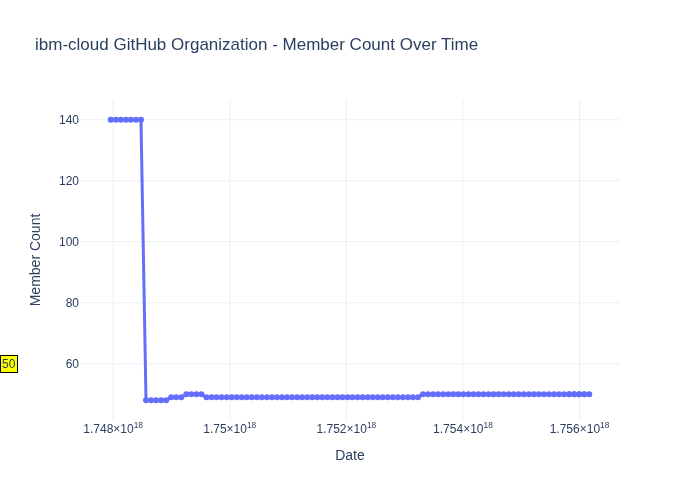 ibm-cloud GitHub Organization - Member Count Over Time
140
120
100
80
60
Member Count
50
1.748×10¹⁸ 1.75×10¹⁸ 1.752×10¹⁸ 1.754×10¹⁸ 1.756×10¹⁸
Date